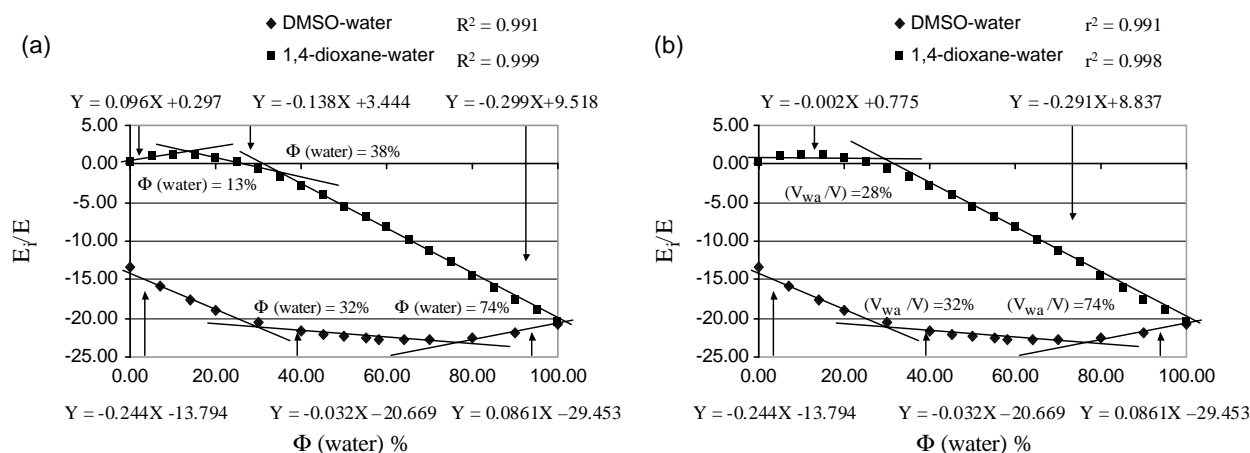 (a)
◆ DMSO-water R² = 0.991
■ 1,4-dioxane-water R² = 0.999
Y = 0.096X +0.297 Y = -0.138X +3.444 Y = -0.299X+9.518
5.00
0.00
-5.00
-10.00
-15.00
-20.00
-25.00
E_i/E
Φ (water) = 38%
Φ (water) = 13%
Φ (water) = 32% Φ (water) = 74%
0.00 20.00 40.00 60.00 80.00 100.00
Y = -0.244X -13.794 Y = -0.032X –20.669 Y = 0.0861X –29.453
Φ (water) %
(b)
◆ DMSO-water r² = 0.991
■ 1,4-dioxane-water r² = 0.998
Y = -0.002X +0.775 Y = -0.291X+8.837
5.00
0.00
-5.00
-10.00
-15.00
-20.00
-25.00
E_i/E
(V_wa /V) =28%
(V_wa /V) =32% (V_wa /V) =74%
0.00 20.00 40.00 60.00 80.00 100.00
Y = -0.244X -13.794 Y = -0.032X –20.669 Y = 0.0861X –29.453
Φ (water) %